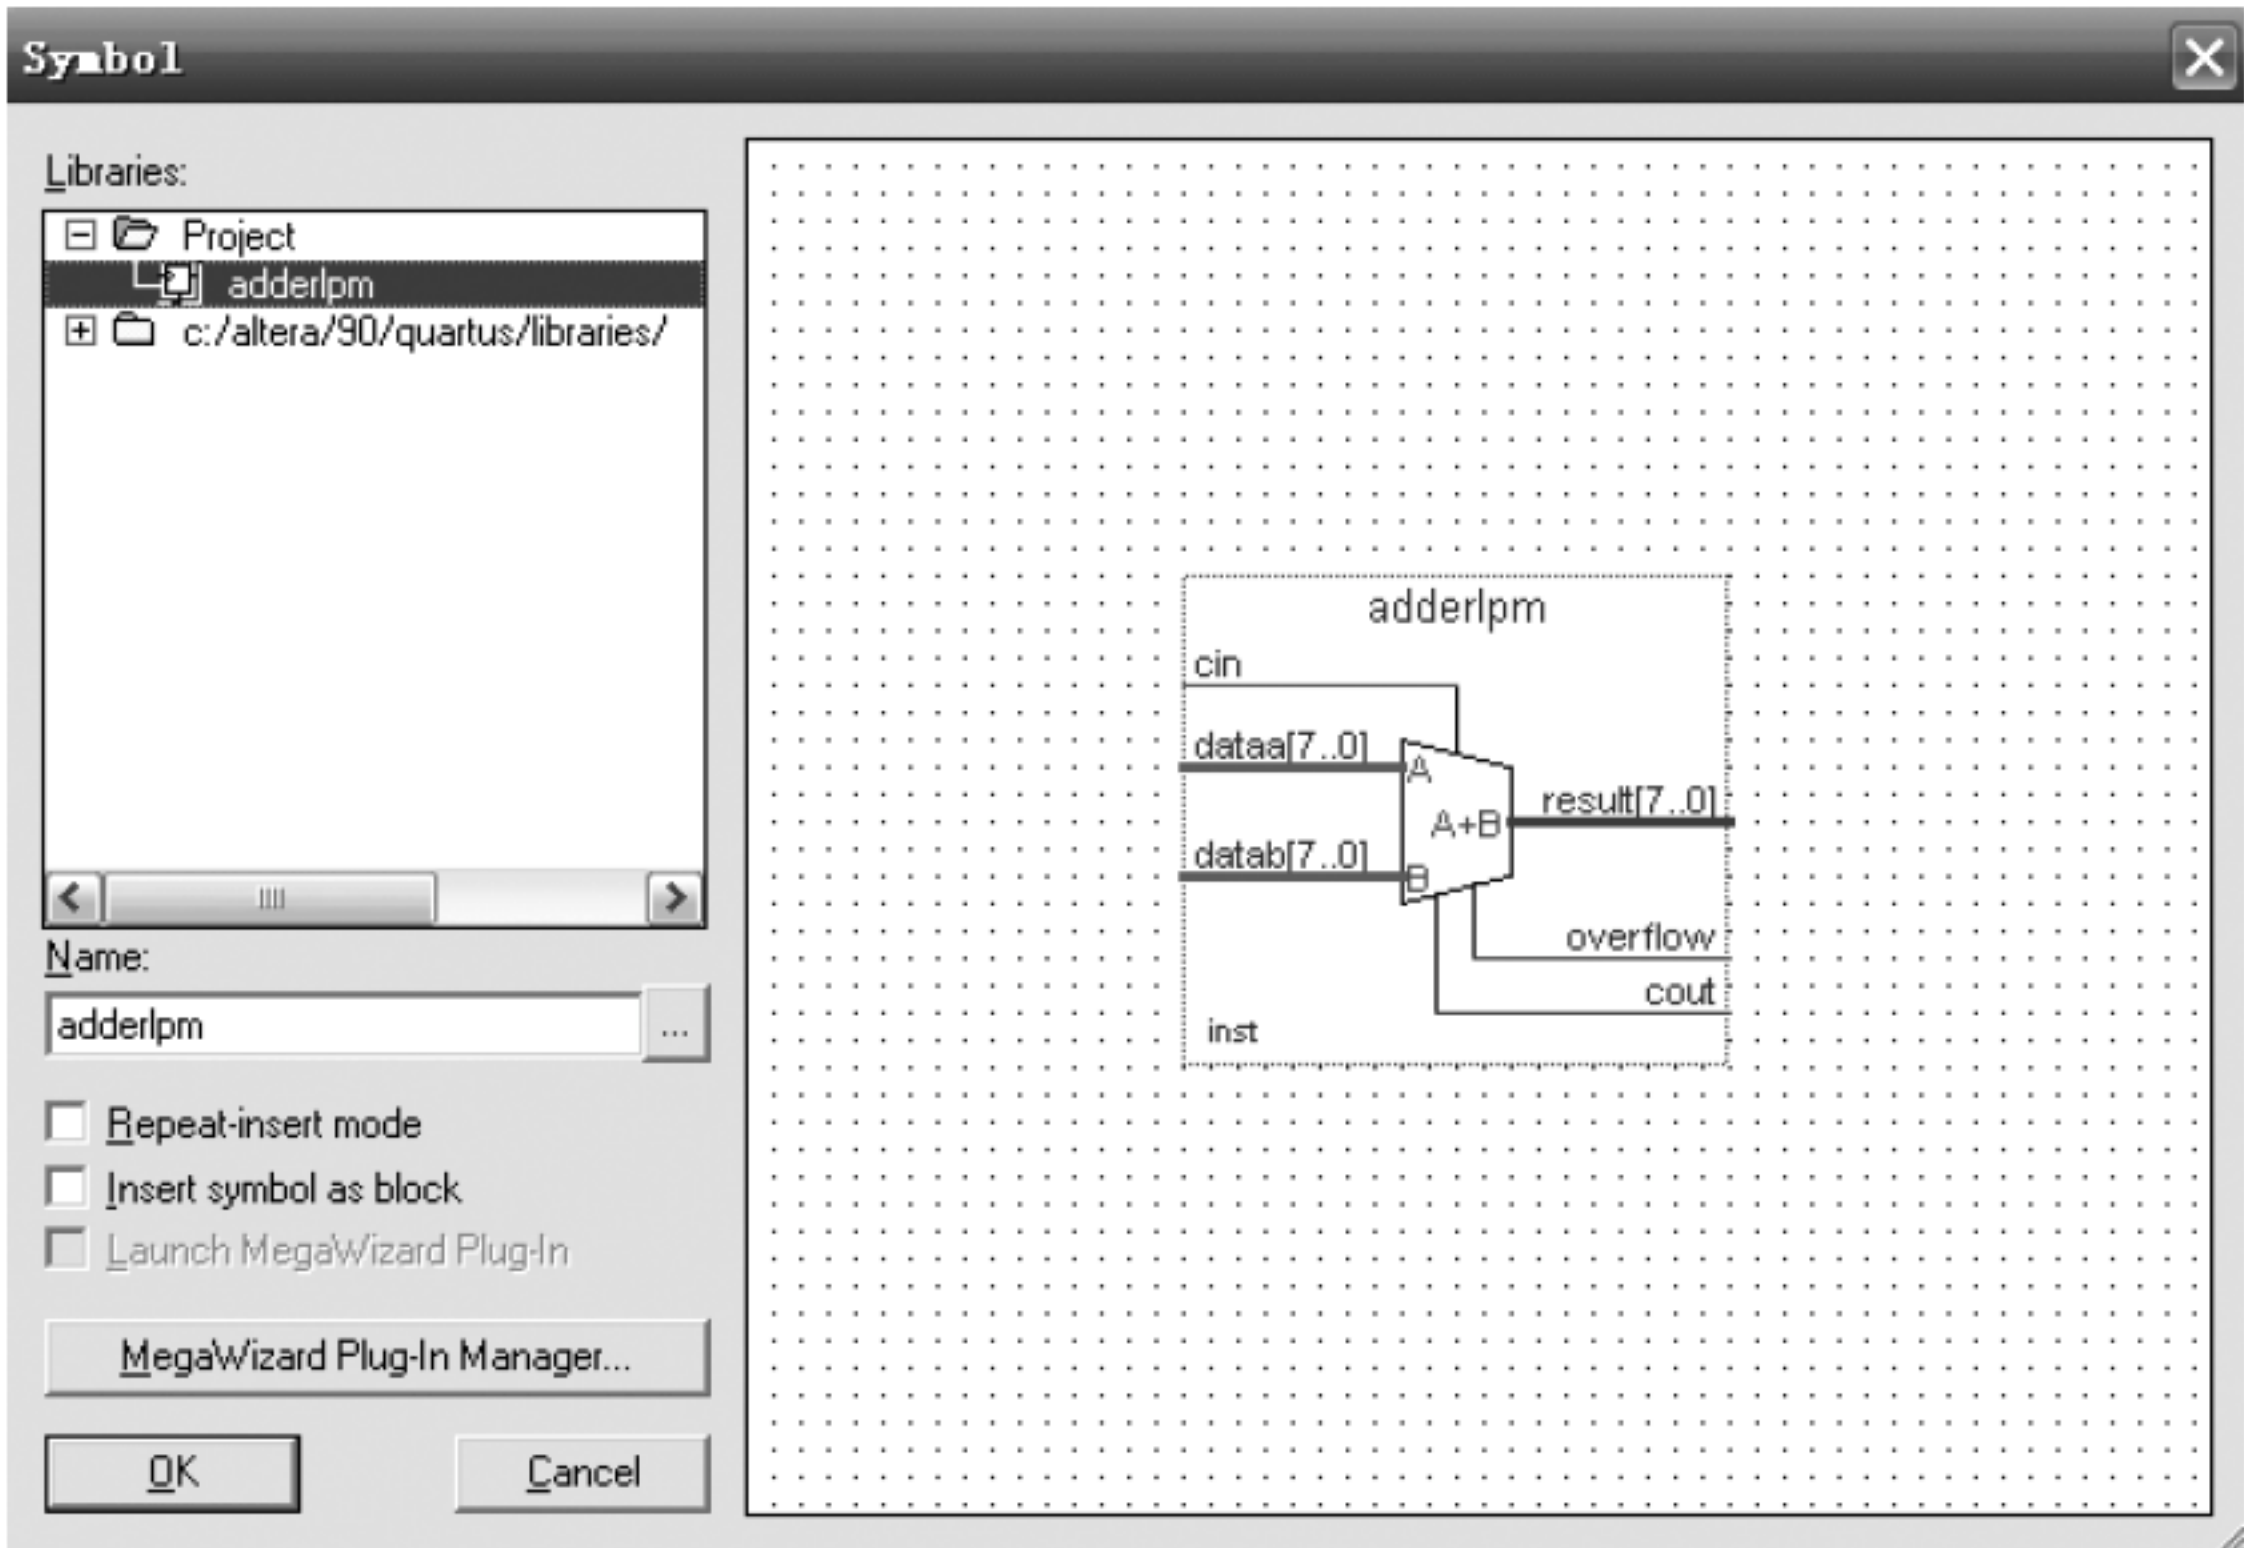 Symbol
Libraries:
Project
adderlpm
c:/altera/90/quartus/libraries/
Name:
adderlpm
...
Repeat-insert mode
Insert symbol as block
Launch MegaWizard Plug-In
MegaWizard Plug-In Manager...
OK
Cancel
adderlpm
cin
dataa[7..0]
A
A+B
result[7..0]
datab[7..0]
B
overflow
cout
inst